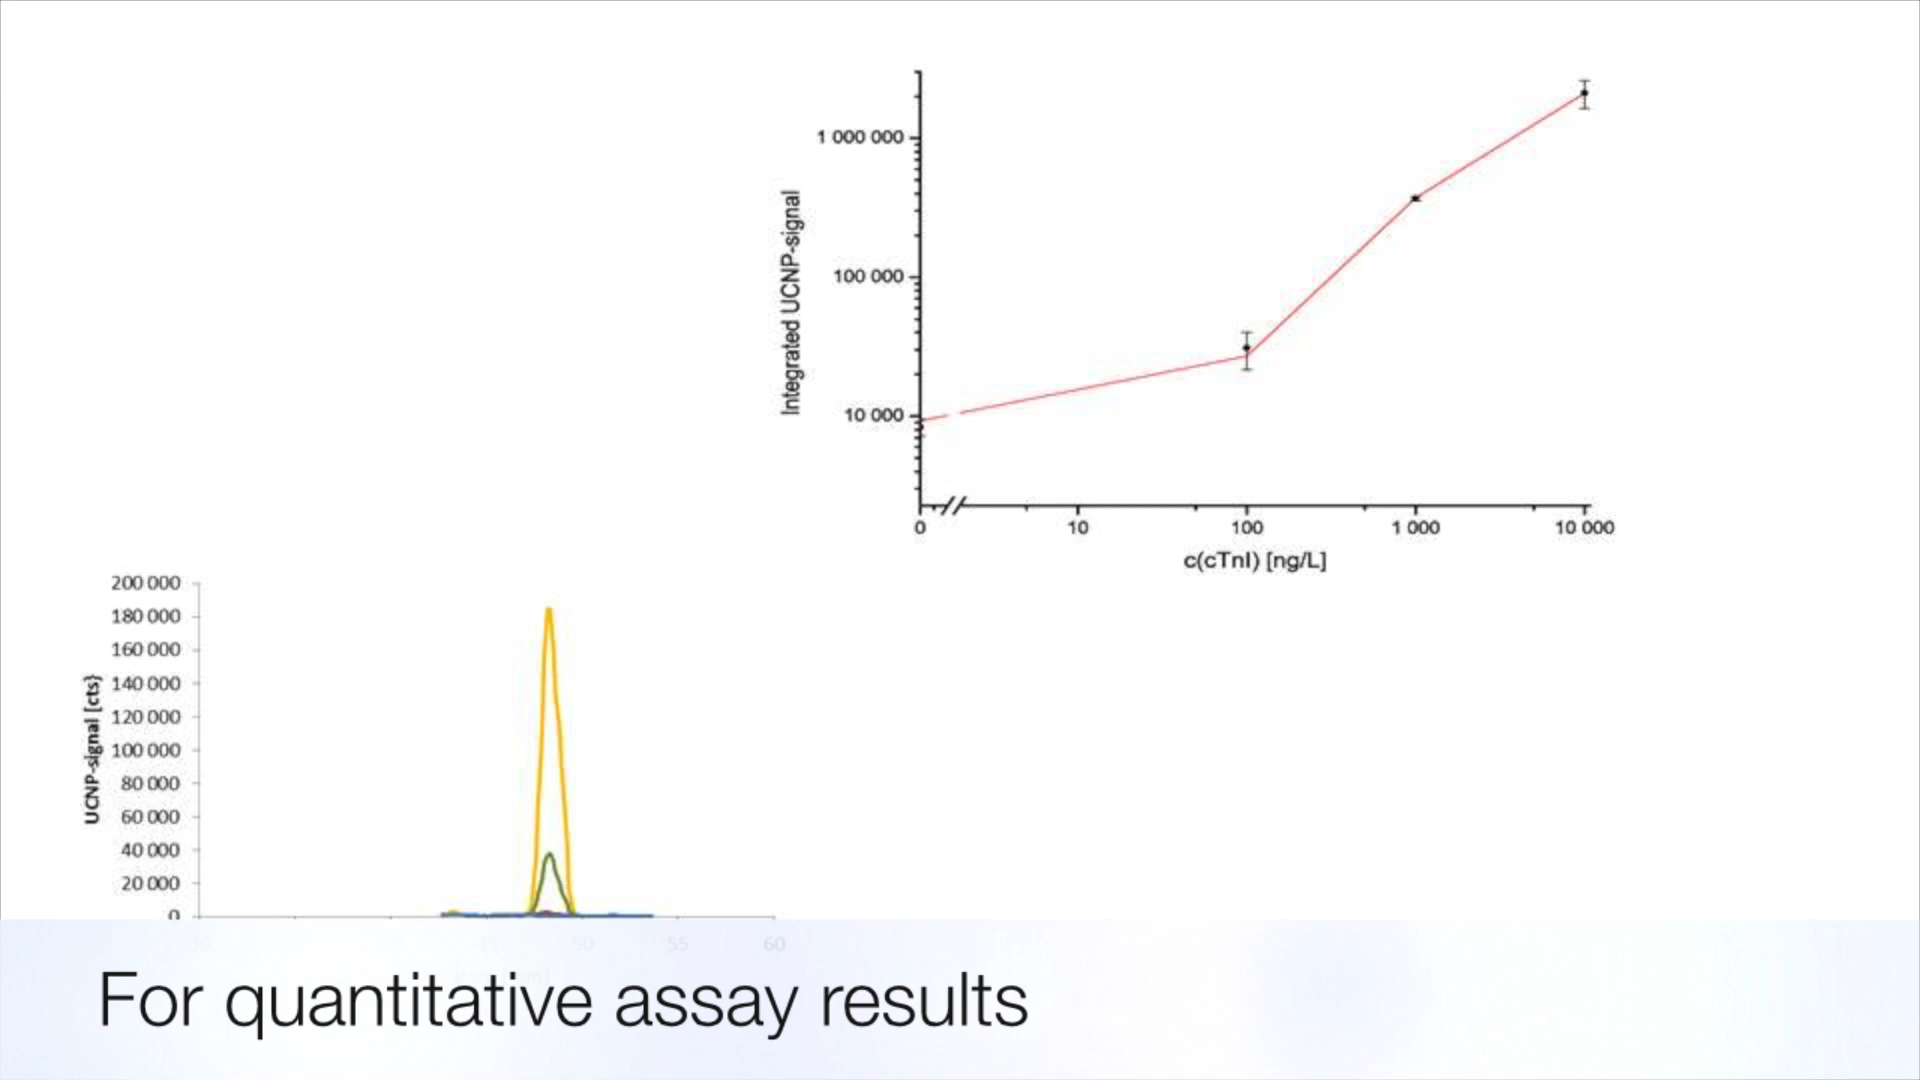 1 000 000
100 000
10 000
Integrated UCNP-signal
0 10 100 1 000 10 000
c(cTnI) [ng/L]
200 000
180 000
160 000
140 000
120 000
100 000
80 000
60 000
40 000
20 000
0
UCNP-signal [cts]
45 50 55 60
For quantitative assay results